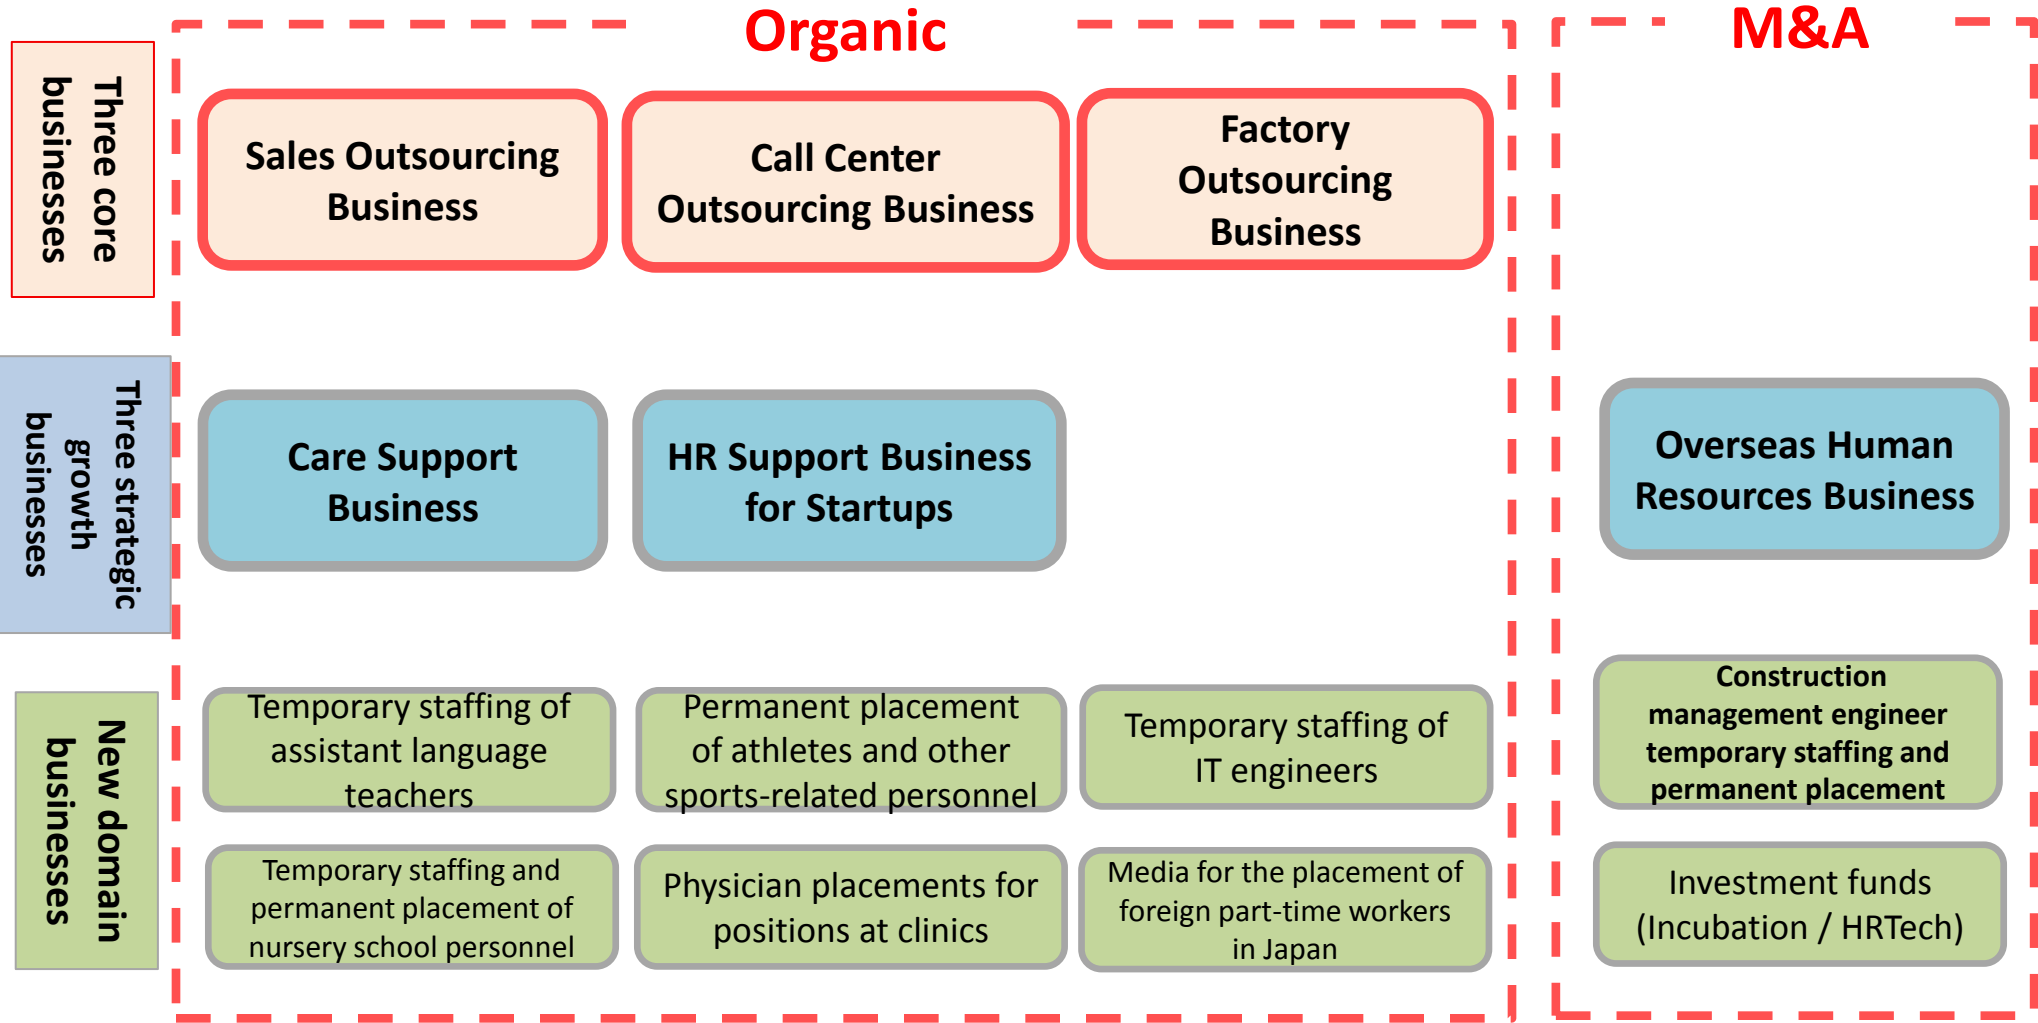 Organic
M&A
Three core
businesses
Sales Outsourcing
Business
Call Center
Outsourcing Business
Factory
Outsourcing
Business
Three strategic
growth
businesses
Care Support
Business
HR Support Business
for Startups
Overseas Human
Resources Business
New domain
businesses
Temporary staffing of
assistant language
teachers
Permanent placement
of athletes and other
sports-related personnel
Temporary staffing of
IT engineers
Construction
management engineer
temporary staffing and
permanent placement
Temporary staffing and
permanent placement of
nursery school personnel
Physician placements for
positions at clinics
Media for the placement of
foreign part-time workers
in Japan
Investment funds
(Incubation / HRTech)